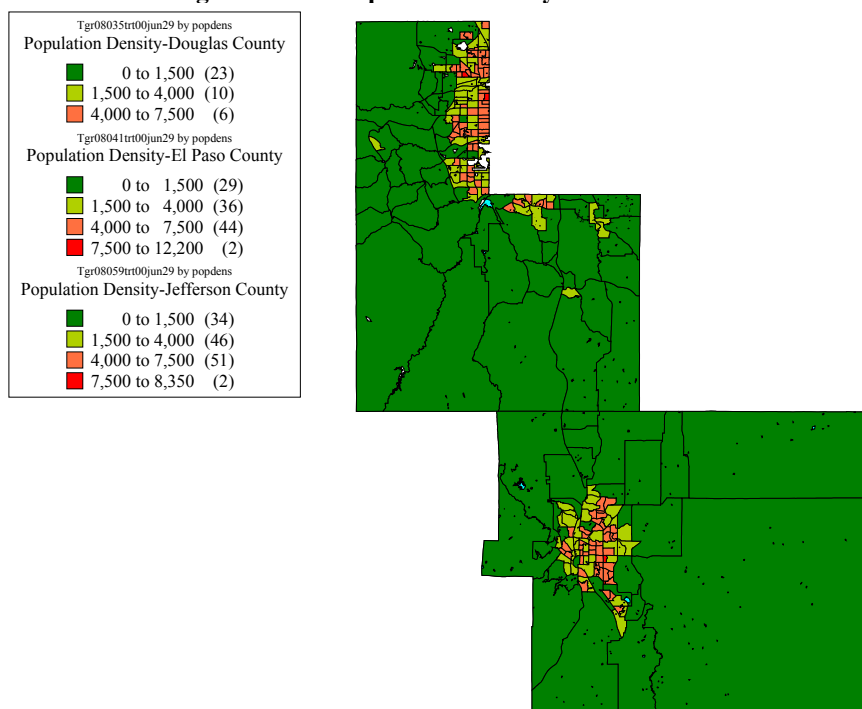 Tgr08035trt00jun29 by popdens
Population Density-Douglas County
0 to 1,500 (23)
1,500 to 4,000 (10)
4,000 to 7,500 (6)
Tgr08041trt00jun29 by popdens
Population Density-El Paso County
0 to 1,500 (29)
1,500 to 4,000 (36)
4,000 to 7,500 (44)
7,500 to 12,200 (2)
Tgr08059trt00jun29 by popdens
Population Density-Jefferson County
0 to 1,500 (34)
1,500 to 4,000 (46)
4,000 to 7,500 (51)
7,500 to 8,350 (2)